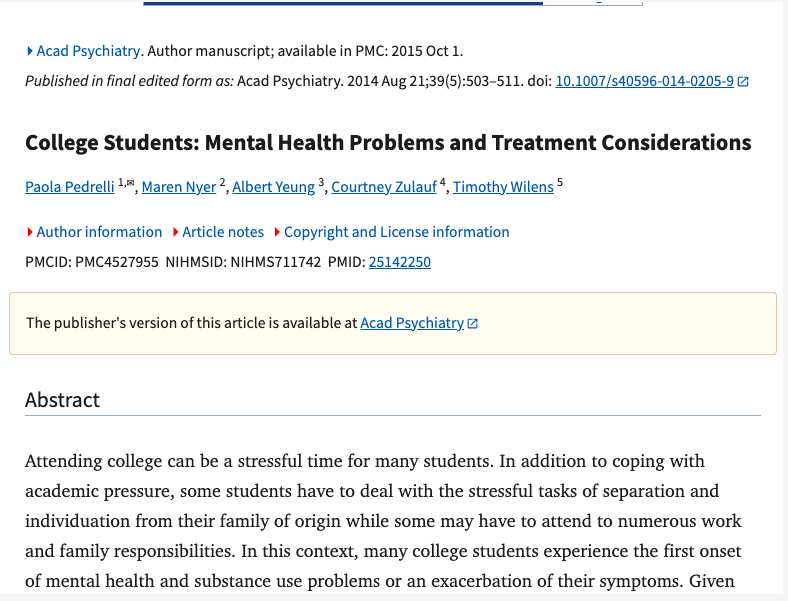 Acad Psychiatry. Author manuscript; available in PMC: 2015 Oct 1.
Published in final edited form as: Acad Psychiatry. 2014 Aug 21;39(5):503–511. doi: 10.1007/s40596-014-0205-9
College Students: Mental Health Problems and Treatment Considerations
Paola Pedrelli 1,✉, Maren Nyer 2, Albert Yeung 3, Courtney Zulauf 4, Timothy Wilens 5
Author information Article notes Copyright and License information
PMCID: PMC4527955 NIHMSID: NIHMS711742 PMID: 25142250
The publisher's version of this article is available at Acad Psychiatry
Abstract
Attending college can be a stressful time for many students. In addition to coping with
academic pressure, some students have to deal with the stressful tasks of separation and
individuation from their family of origin while some may have to attend to numerous work
and family responsibilities. In this context, many college students experience the first onset
of mental health and substance use problems or an exacerbation of their symptoms. Given